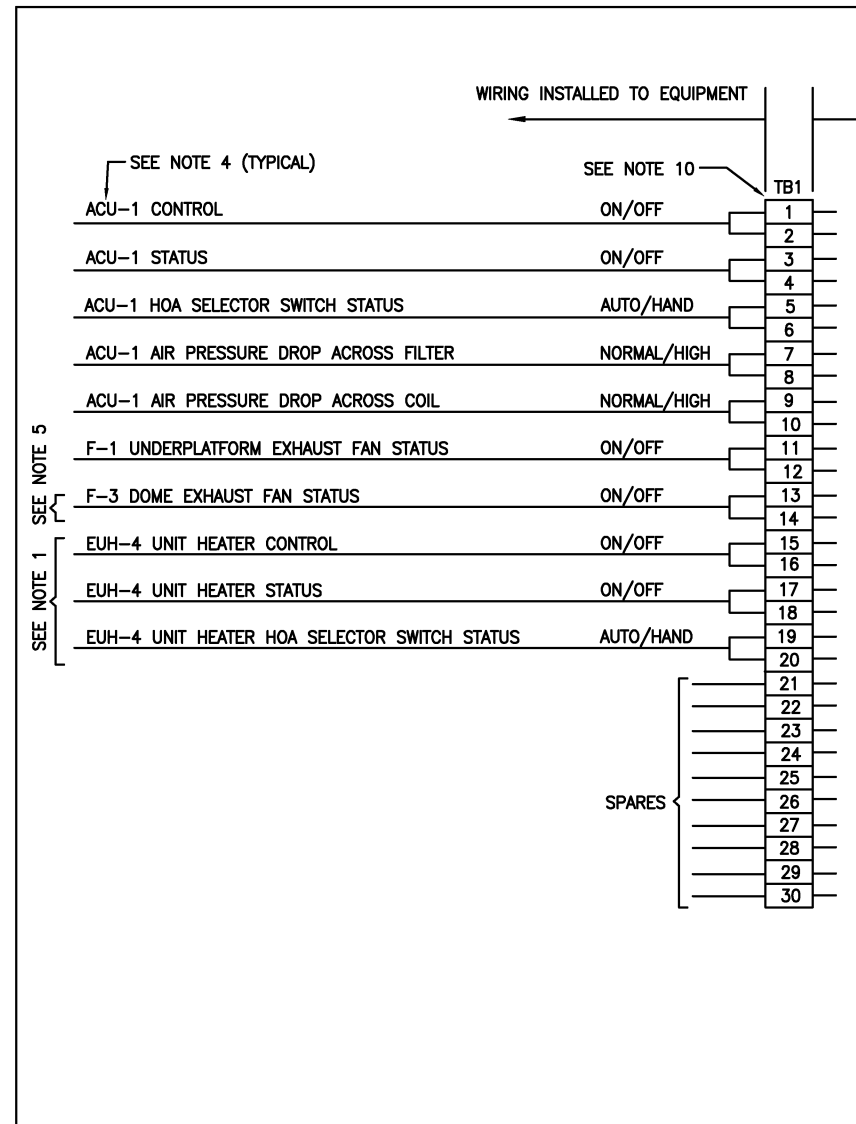 WIRING INSTALLED TO EQUIPMENT
SEE NOTE 4 (TYPICAL)
SEE NOTE 10
TB1
ACU-1 CONTROL ON/OFF 1
2
ACU-1 STATUS ON/OFF 3
4
ACU-1 HOA SELECTOR SWITCH STATUS AUTO/HAND 5
6
ACU-1 AIR PRESSURE DROP ACROSS FILTER NORMAL/HIGH 7
8
ACU-1 AIR PRESSURE DROP ACROSS COIL NORMAL/HIGH 9
10
F-1 UNDERPLATFORM EXHAUST FAN STATUS ON/OFF 11
12
SEE NOTE 5
F-3 DOME EXHAUST FAN STATUS ON/OFF 13
14
SEE NOTE 1
EUH-4 UNIT HEATER CONTROL ON/OFF 15
16
EUH-4 UNIT HEATER STATUS ON/OFF 17
18
EUH-4 UNIT HEATER HOA SELECTOR SWITCH STATUS AUTO/HAND 19
20
21
22
23
24
25
SPARES 26
27
28
29
30